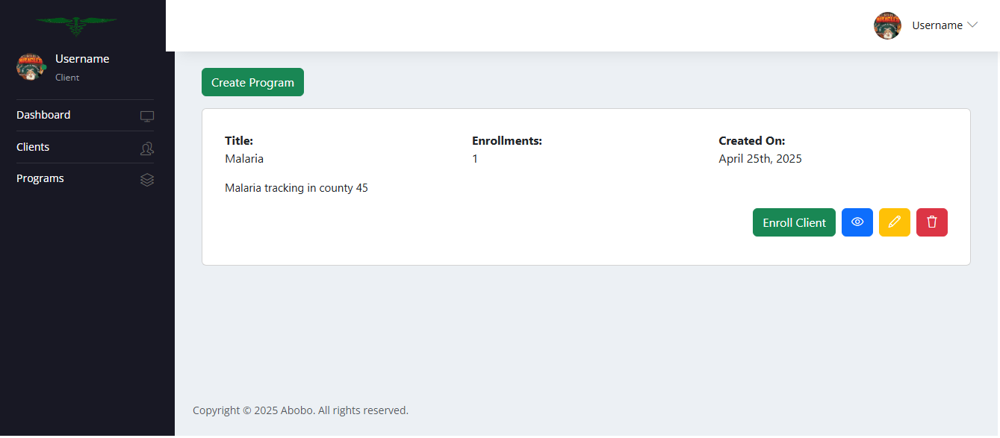 Username
Username
Client
Dashboard
Clients
Programs
Create Program
Title: Enrollments: Created On:
Malaria 1 April 25th, 2025
Malaria tracking in county 45
Enroll Client
Copyright © 2025 Abobo. All rights reserved.